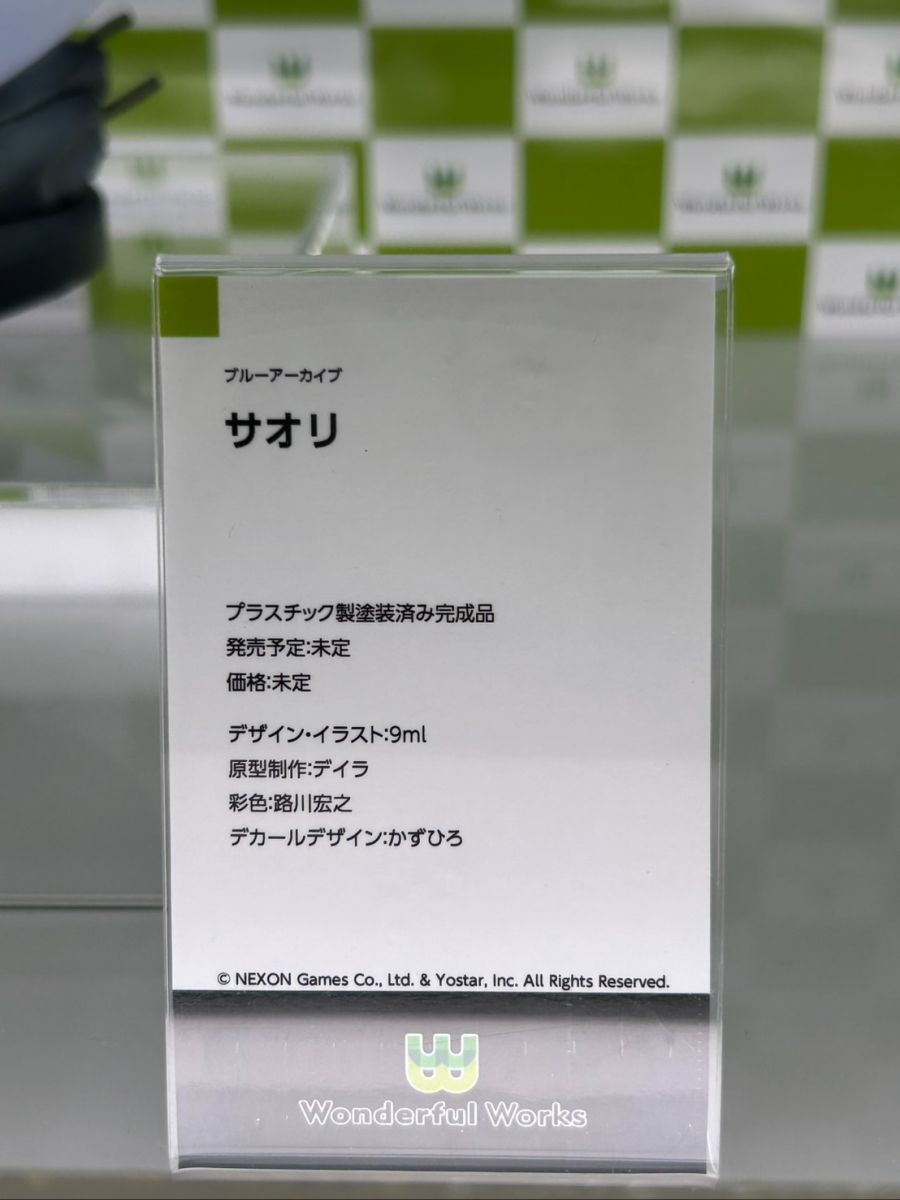 ブルーアーカイブ
サオリ
プラスチック製塗装済み完成品
発売予定:未定
価格:未定
デザイン・イラスト:9ml
原型制作:デイラ
彩色:路川宏之
デカールデザイン:かずひろ
© NEXON Games Co., Ltd. & Yostar, Inc. All Rights Reserved.
Wonderful Works